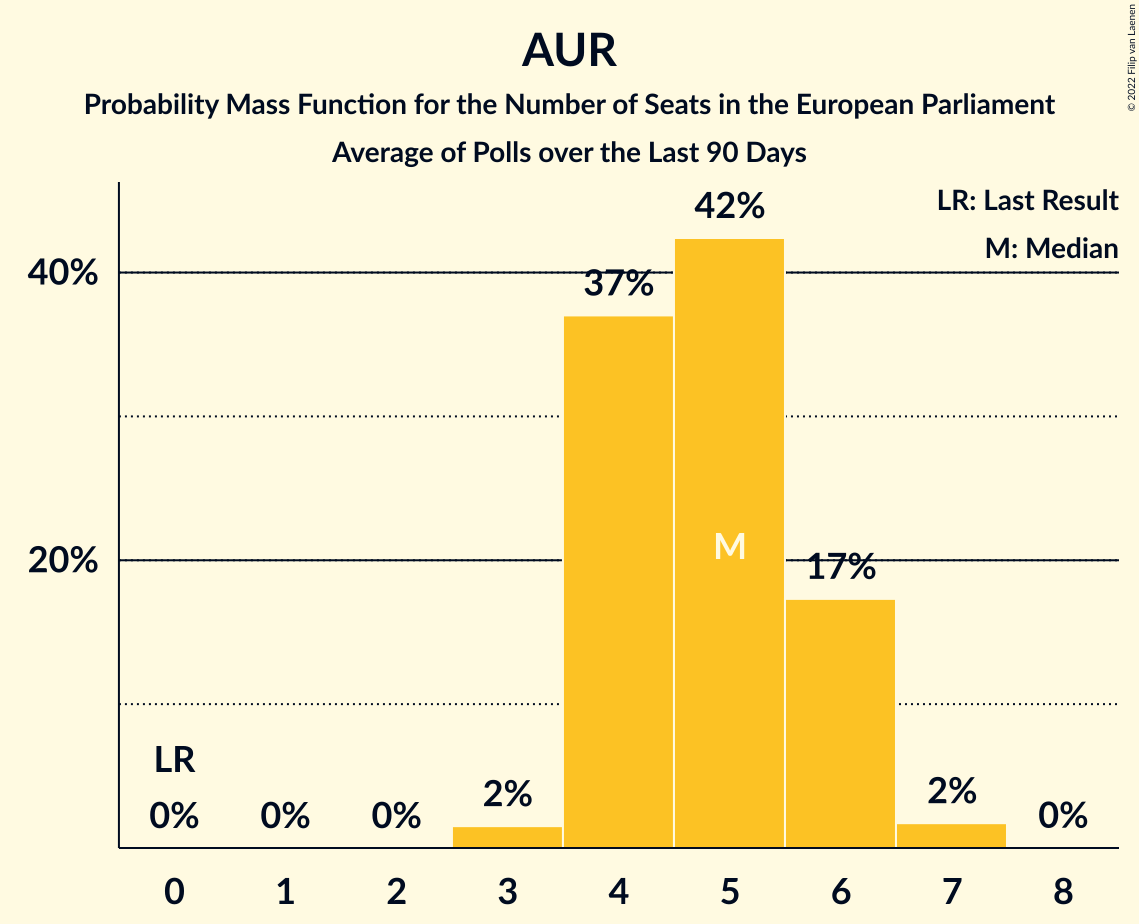 AUR
Probability Mass Function for the Number of Seats in the European Parliament
Average of Polls over the Last 90 Days
© 2022 Filip van Laenen
LR: Last Result
M: Median
40%
20%
LR
0%
0%
0%
2%
37%
42%
M
17%
2%
0%
0 1 2 3 4 5 6 7 8